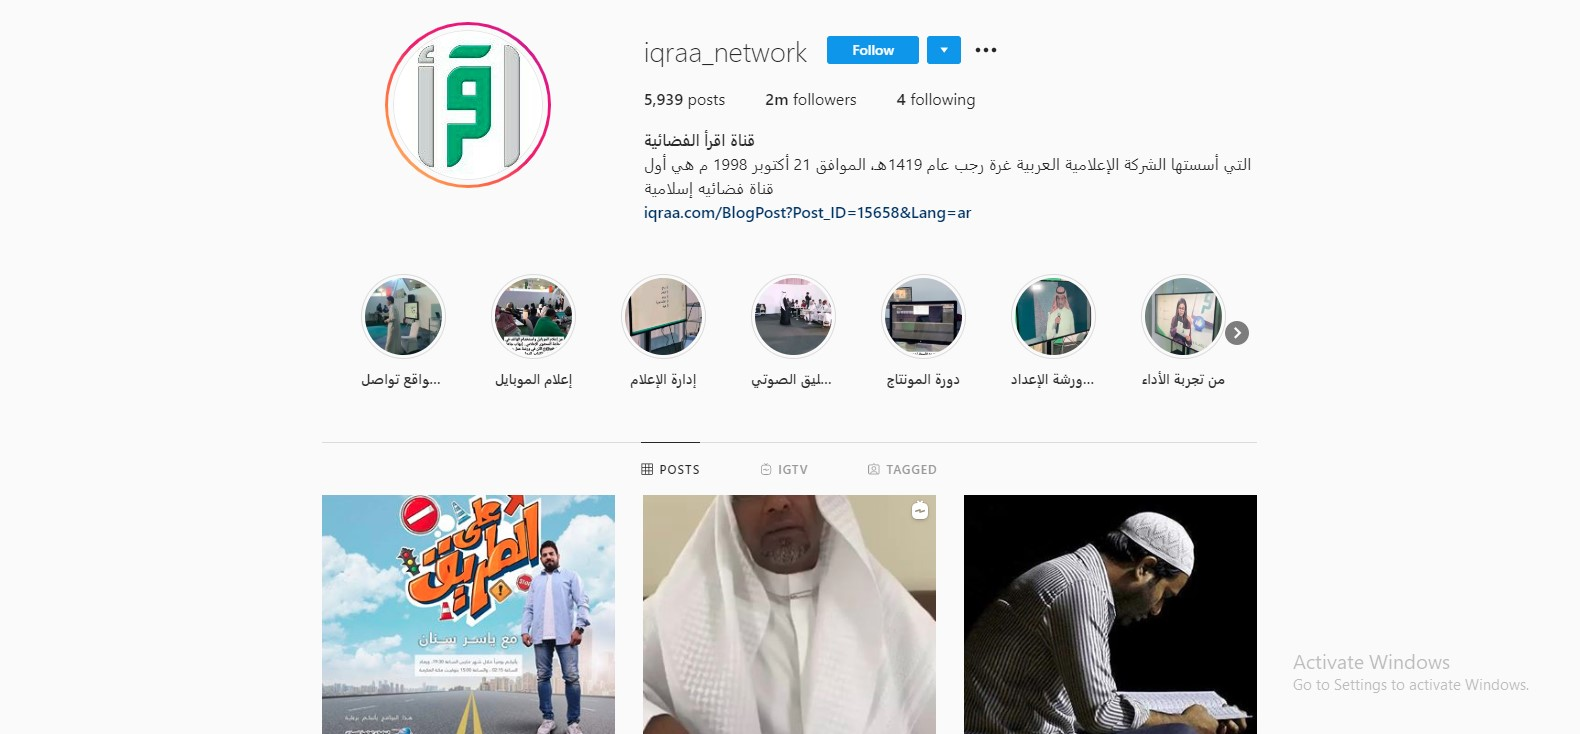 اقرأ
iqraa_network
Follow
5,939 posts 2m followers 4 following
قناة اقرأ الفضائية
التي أسستها الشركة الإعلامية العربية غرة رجب عام 1419هـ، الموافق 21 أكتوبر 1998 م هي أول
قناة فضائيه إسلامية
iqraa.com/BlogPost?Post_ID=15658&Lang=ar
...واقع تواصل
إعلام الموبايل
إدارة الإعلام
...ليق الصوتي
دورة المونتاج
...ورشة الإعداد
من تجربة الأداء
POSTS IGTV TAGGED
على
الطريق
STOP
مع ياسر ستان
Activate Windows
Go to Settings to activate Windows.